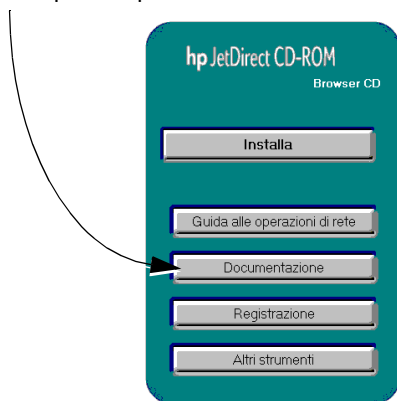 hp JetDirect CD-ROM
Browser CD
Installa
Guida alle operazioni di rete
Documentazione
Registrazione
Altri strumenti